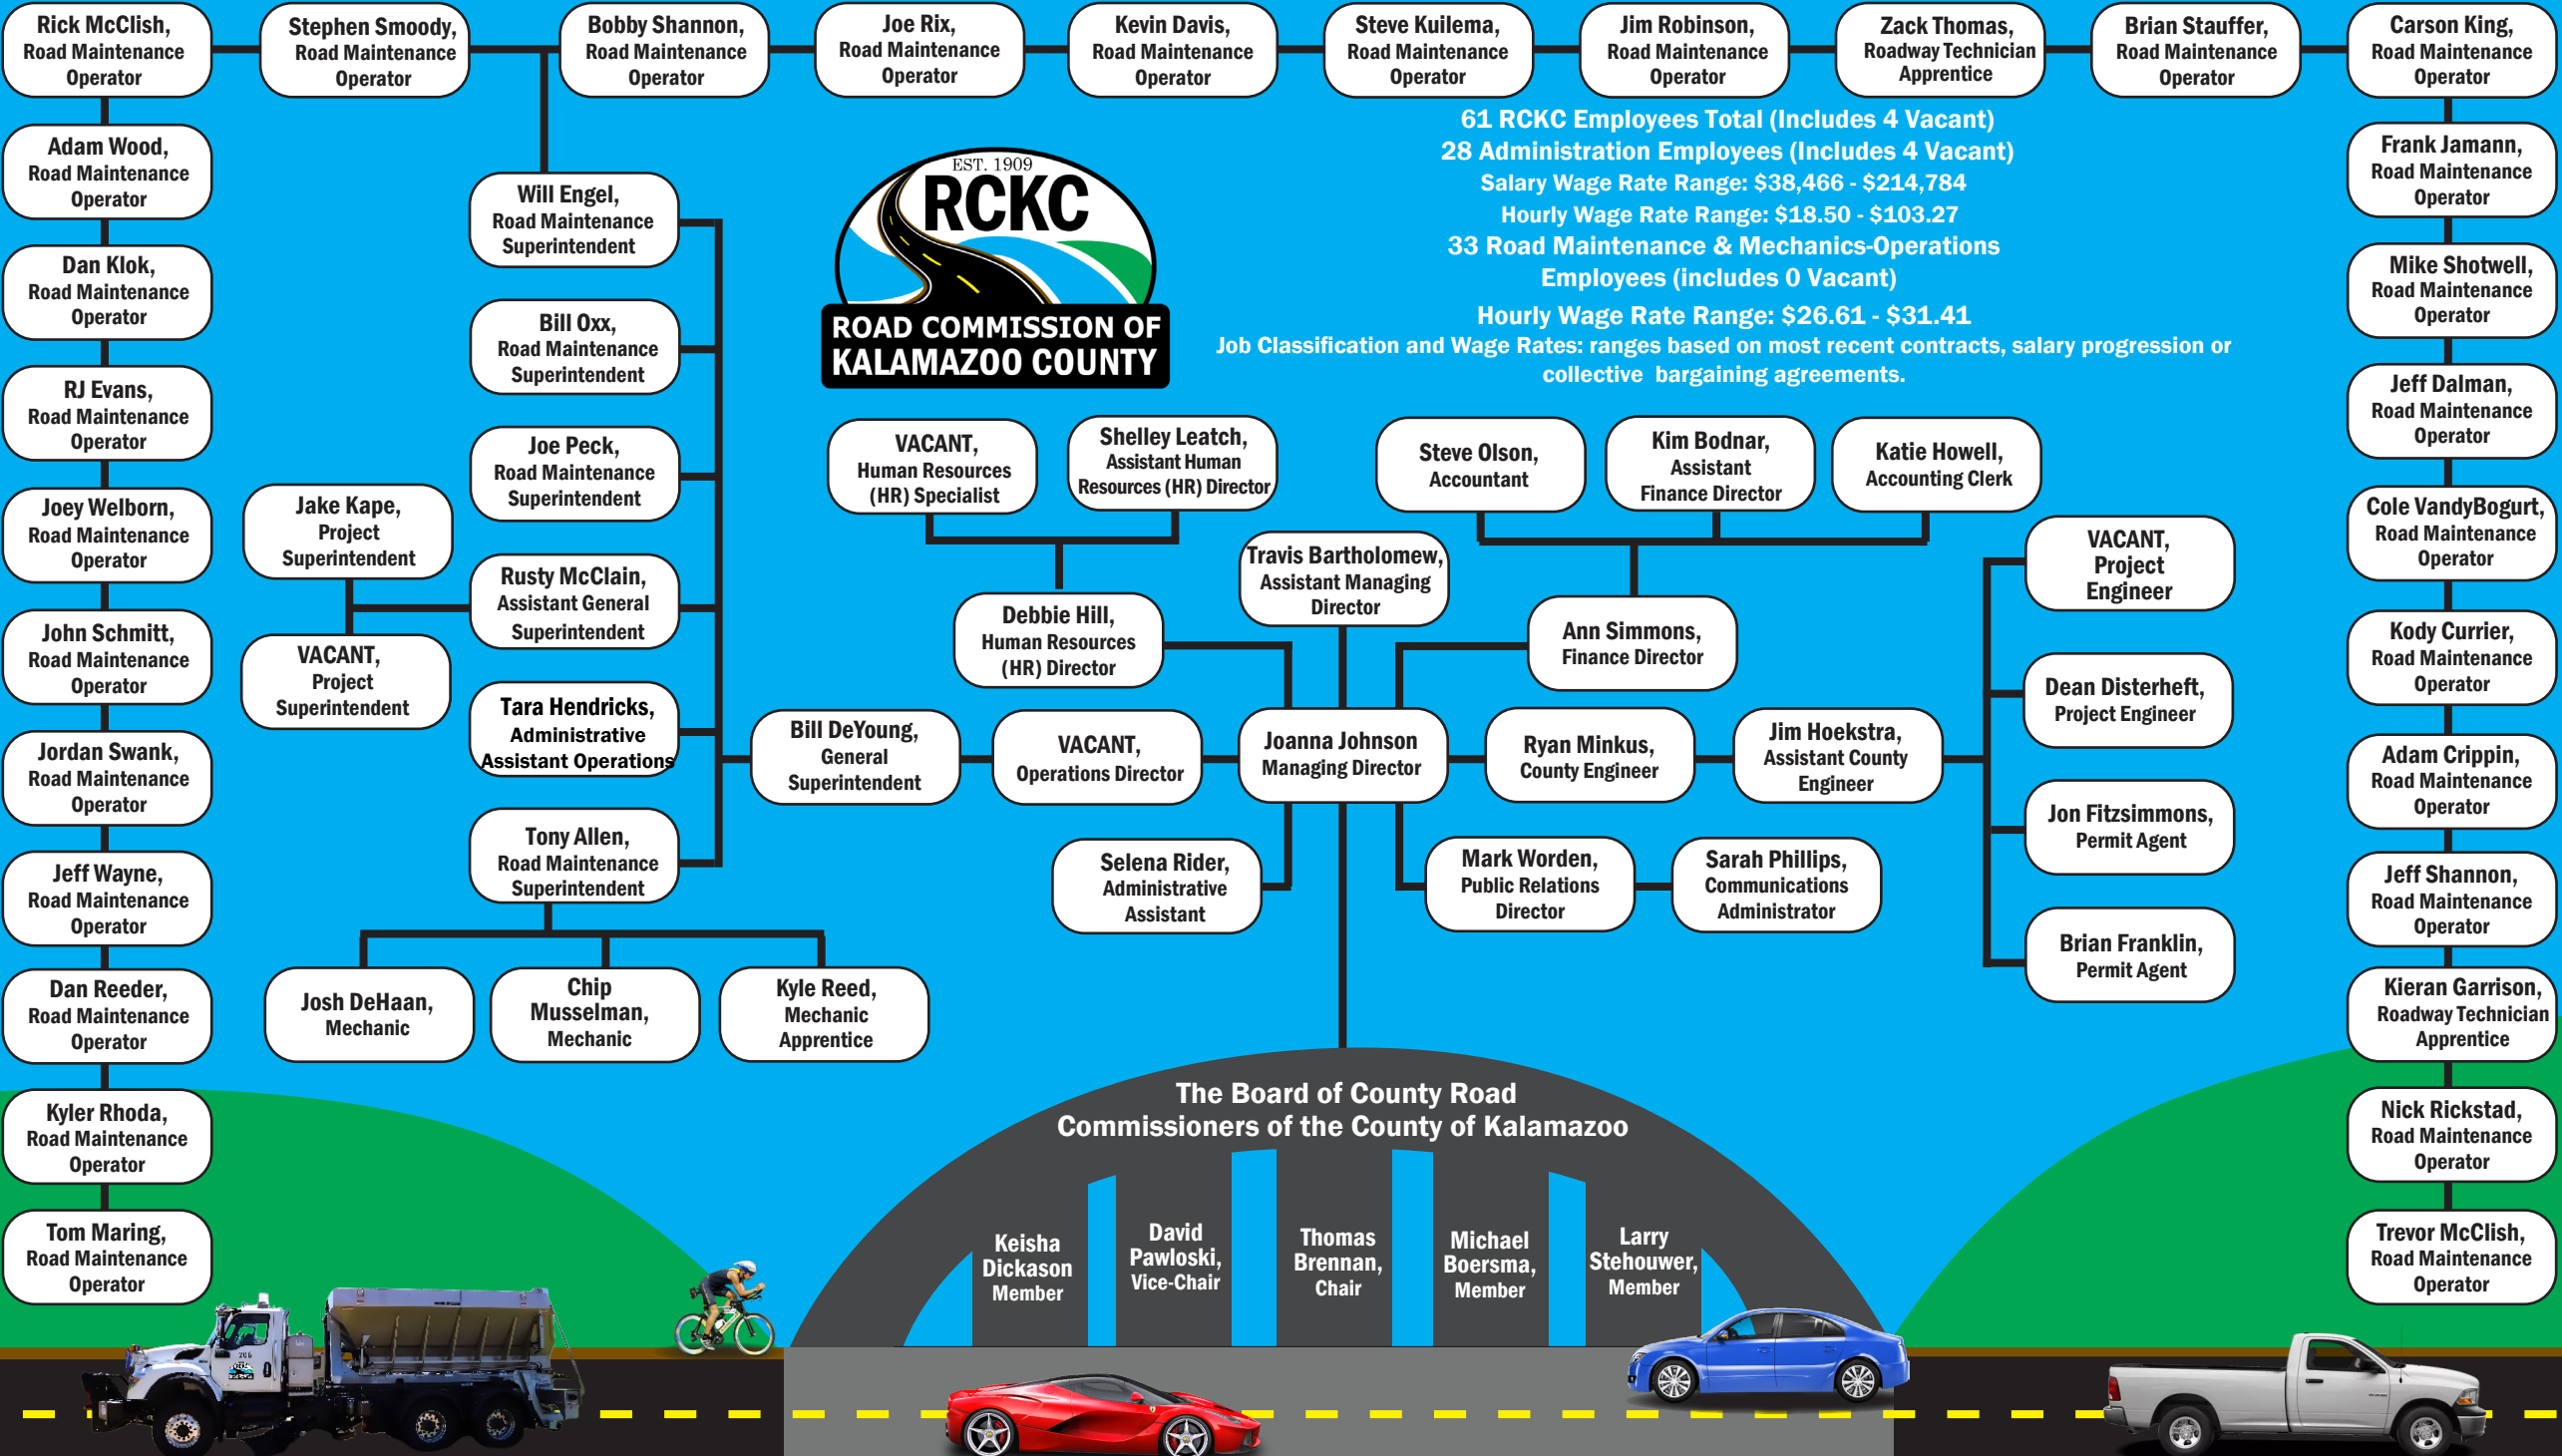 Rick McClish,
Road Maintenance
Operator
Stephen Smoody,
Road Maintenance
Operator
Bobby Shannon,
Road Maintenance
Operator
Joe Rix,
Road Maintenance
Operator
Kevin Davis,
Road Maintenance
Operator
Steve Kuilema,
Road Maintenance
Operator
Jim Robinson,
Road Maintenance
Operator
Zack Thomas,
Roadway Technician
Apprentice
Brian Stauffer,
Road Maintenance
Operator
Carson King,
Road Maintenance
Operator
Adam Wood,
Road Maintenance
Operator
Dan Klok,
Road Maintenance
Operator
RJ Evans,
Road Maintenance
Operator
Joey Welborn,
Road Maintenance
Operator
John Schmitt,
Road Maintenance
Operator
Jordan Swank,
Road Maintenance
Operator
Jeff Wayne,
Road Maintenance
Operator
Dan Reeder,
Road Maintenance
Operator
Kyler Rhoda,
Road Maintenance
Operator
Tom Maring,
Road Maintenance
Operator
Will Engel,
Road Maintenance
Superintendent
Bill Oxx,
Road Maintenance
Superintendent
Joe Peck,
Road Maintenance
Superintendent
Jake Kape,
Project
Superintendent
Rusty McClain,
Assistant General
Superintendent
VACANT,
Project
Superintendent
Tara Hendricks,
Administrative
Assistant Operations
Tony Allen,
Road Maintenance
Superintendent
Josh DeHaan,
Mechanic
Chip
Musselman,
Mechanic
Kyle Reed,
Mechanic
Apprentice
EST. 1909
RCKC
ROAD COMMISSION OF
KALAMAZOO COUNTY
61 RCKC Employees Total (Includes 4 Vacant)
28 Administration Employees (Includes 4 Vacant)
Salary Wage Rate Range: $38,466 - $214,784
Hourly Wage Rate Range: $18.50 - $103.27
33 Road Maintenance & Mechanics-Operations
Employees (includes 0 Vacant)
Hourly Wage Rate Range: $26.61 - $31.41
Job Classification and Wage Rates: ranges based on most recent contracts, salary progression or
collective bargaining agreements.
VACANT,
Human Resources
(HR) Specialist
Shelley Leatch,
Assistant Human
Resources (HR) Director
Steve Olson,
Accountant
Kim Bodnar,
Assistant
Finance Director
Katie Howell,
Accounting Clerk
Debbie Hill,
Human Resources
(HR) Director
Travis Bartholomew,
Assistant Managing
Director
Ann Simmons,
Finance Director
Bill DeYoung,
General
Superintendent
VACANT,
Operations Director
Joanna Johnson
Managing Director
Ryan Minkus,
County Engineer
Jim Hoekstra,
Assistant County
Engineer
Selena Rider,
Administrative
Assistant
Mark Worden,
Public Relations
Director
Sarah Phillips,
Communications
Administrator
VACANT,
Project
Engineer
Dean Disterheft,
Project Engineer
Jon Fitzsimmons,
Permit Agent
Brian Franklin,
Permit Agent
Frank Jamann,
Road Maintenance
Operator
Mike Shotwell,
Road Maintenance
Operator
Jeff Dalman,
Road Maintenance
Operator
Cole VandyBogurt,
Road Maintenance
Operator
Kody Currier,
Road Maintenance
Operator
Adam Crippin,
Road Maintenance
Operator
Jeff Shannon,
Road Maintenance
Operator
Kieran Garrison,
Roadway Technician
Apprentice
Nick Rickstad,
Road Maintenance
Operator
Trevor McClish,
Road Maintenance
Operator
The Board of County Road
Commissioners of the County of Kalamazoo
Keisha
Dickason
Member
David
Pawloski,
Vice-Chair
Thomas
Brennan,
Chair
Michael
Boersma,
Member
Larry
Stehouwer,
Member